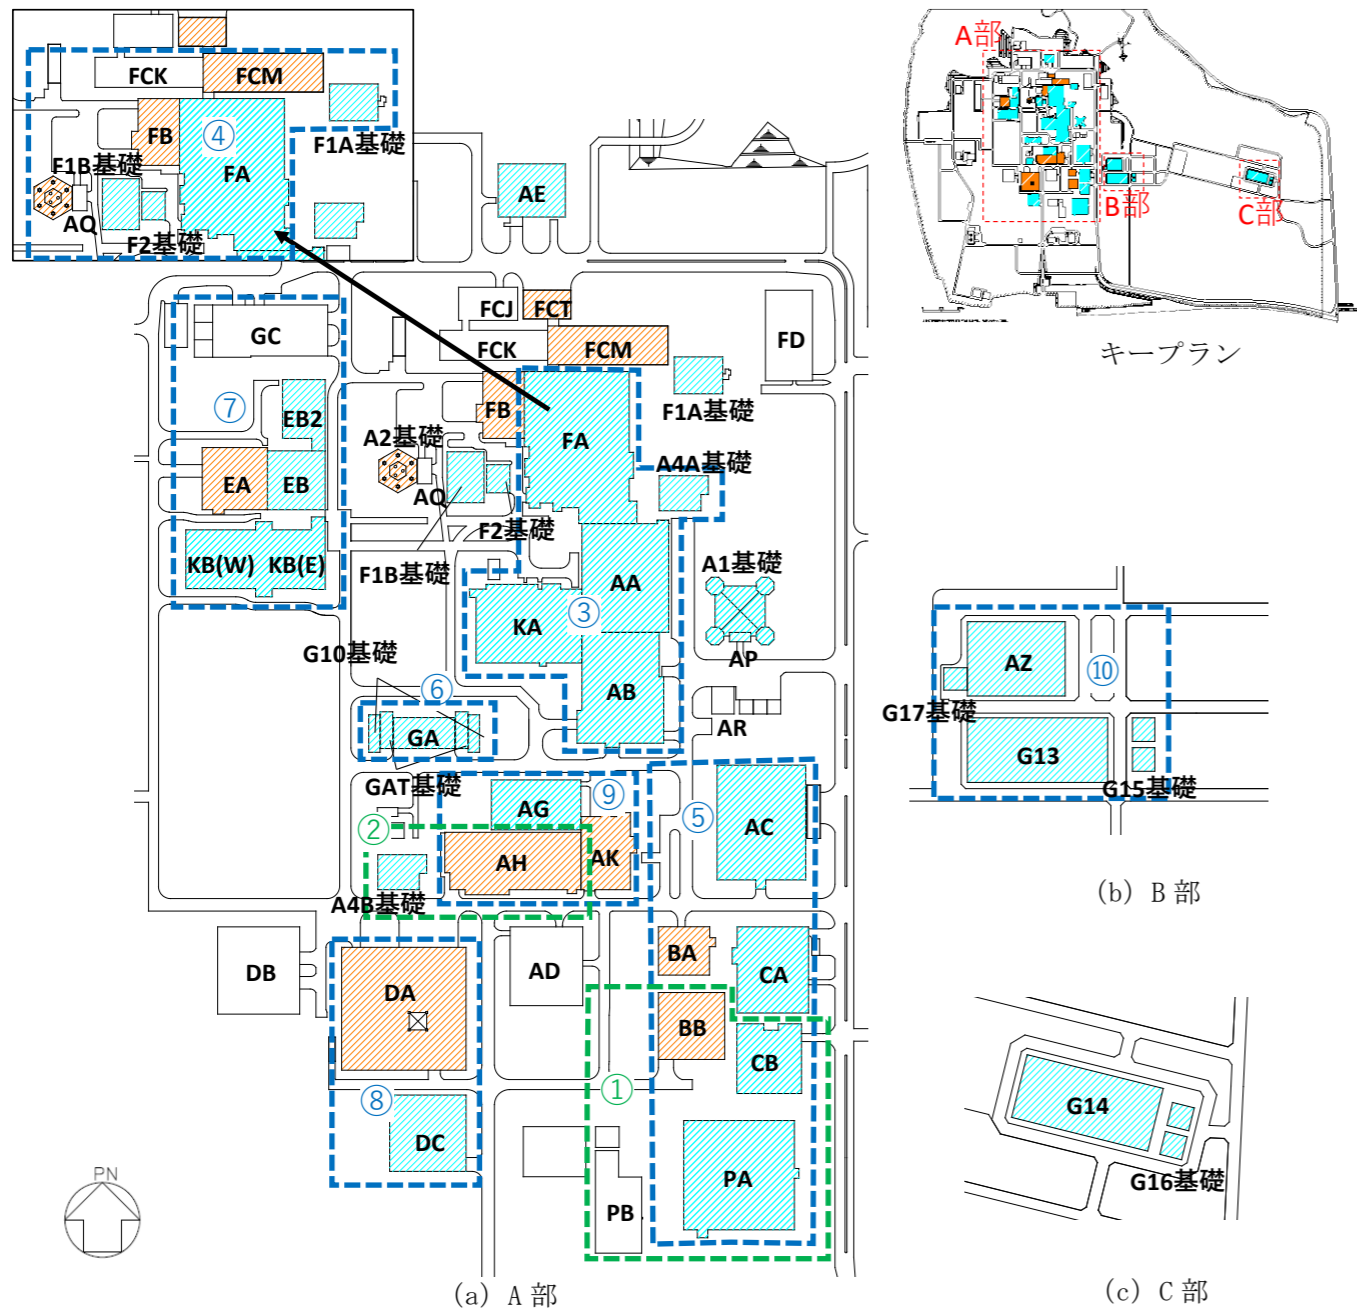 FCK
FCM
FB
④
FA
F1A基礎
F1B基礎
AQ
F2基礎
AE
A部
B部
C部
キープラン
GC
FCJ
FCT
FCK
FCM
FD
⑦
EB2
FB
FA
F1A基礎
A2基礎
A4A基礎
EA
EB
AQ
F2基礎
KB(W)
KB(E)
F1B基礎
AA
A1基礎
KA
③
G10基礎
AP
⑥
AB
GA
AR
GAT基礎
AG
⑨
⑤
AC
②
AH
AK
A4B基礎
BA
DB
DA
AD
CA
BB
CB
①
⑧
DC
PA
PB
PN
(a) A部
AZ
⑩
G17基礎
G13
G15基礎
(b) B部
G14
G16基礎
(c) C部